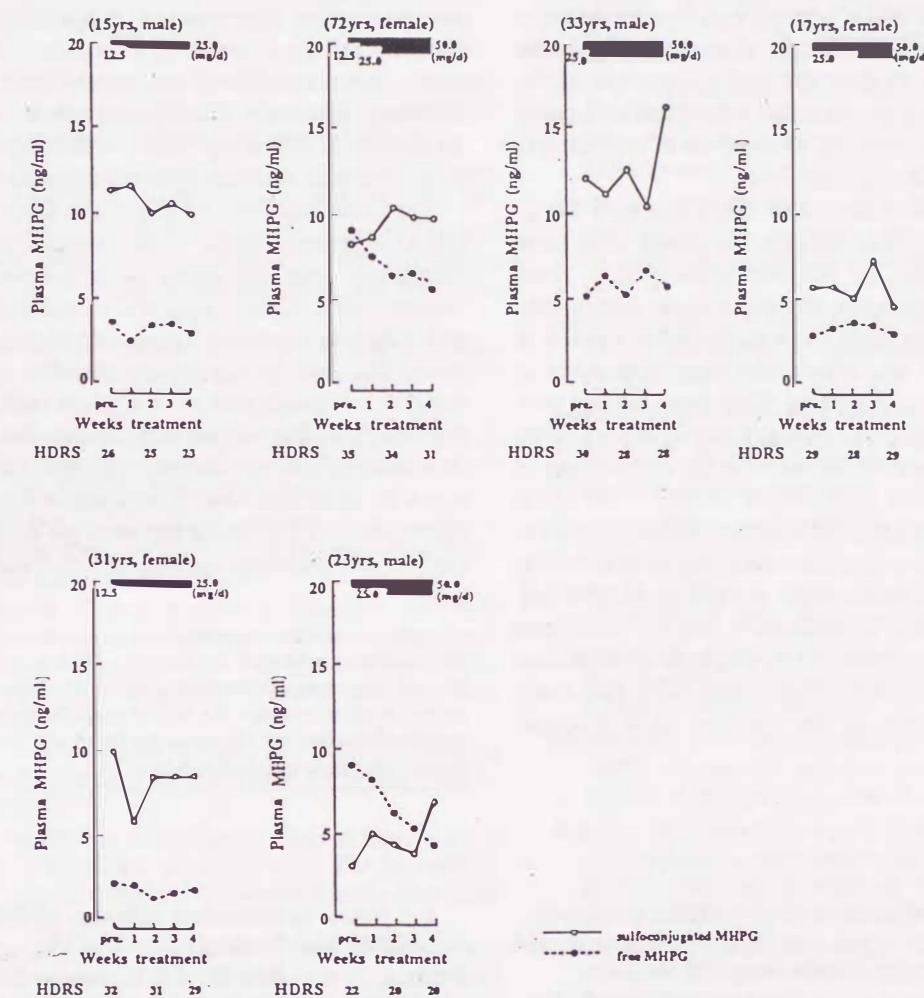 (15yrs, male)
20
12.5
25.0
(mg/d)
15
10
5
0
Plasma MHPG (ng/ml)
pre. 1 2 3 4
Weeks treatment
HDRS 26 25 23
(72yrs, female)
20
12.5
25.0
50.0
(mg/d)
15
10
5
0
Plasma MHPG (ng/ml)
pre. 1 2 3 4
Weeks treatment
HDRS 35 34 31
(33yrs, male)
20
25.0
50.0
(mg/d)
15
10
5
0
Plasma MHPG (ng/ml)
pre. 1 2 3 4
Weeks treatment
HDRS 30 28 28
(17yrs, female)
20
25.0
50.0
(mg/d)
15
10
5
0
Plasma MHPG (ng/ml)
pre. 1 2 3 4
Weeks treatment
HDRS 29 28 29
(31yrs, female)
20
12.5
25.0
(mg/d)
15
10
5
0
Plasma MHPG (ng/ml)
pre. 1 2 3 4
Weeks treatment
HDRS 32 31 29
(23yrs, male)
20
25.0
50.0
(mg/d)
15
10
5
0
Plasma MHPG (ng/ml)
pre. 1 2 3 4
Weeks treatment
HDRS 22 20 20
sulfoconjugated MHPG
free MHPG